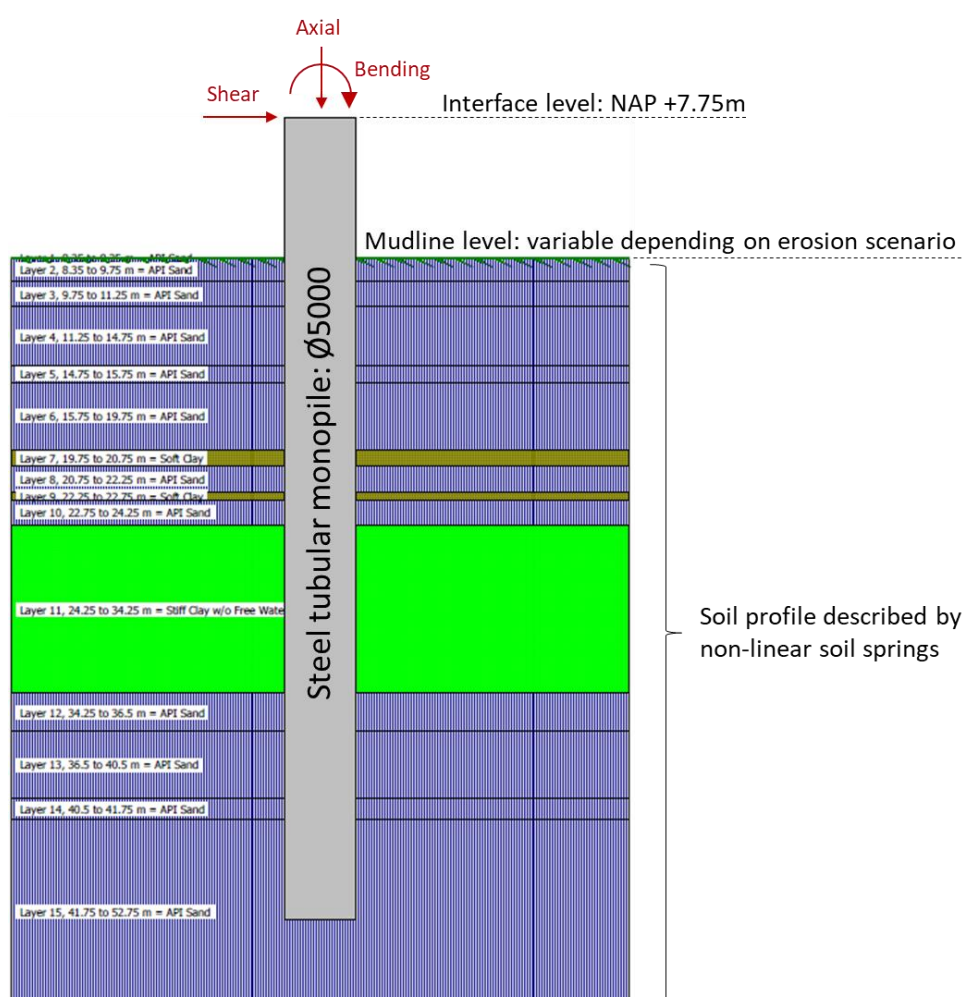 Axial
Bending
Shear
Interface level: NAP +7.75m
Mudline level: variable depending on erosion scenario
Layer 2, 8.35 to 9.75 m = API Sand
Layer 3, 9.75 to 11.25 m = API Sand
Layer 4, 11.25 to 14.75 m = API Sand
Layer 5, 14.75 to 15.75 m = API Sand
Layer 6, 15.75 to 19.75 m = API Sand
Layer 7, 19.75 to 20.75 m = Soft Clay
Layer 8, 20.75 to 22.25 m = API Sand
Layer 9, 22.25 to 22.75 m = Soft Clay
Layer 10, 22.75 to 24.25 m = API Sand
Layer 11, 24.25 to 34.25 m = Stiff Clay w/o Free Wate
Layer 12, 34.25 to 36.5 m = API Sand
Layer 13, 36.5 to 40.5 m = API Sand
Layer 14, 40.5 to 41.75 m = API Sand
Layer 15, 41.75 to 52.75 m = API Sand
Steel tubular monopile: Ø5000
Soil profile described by
non-linear soil springs